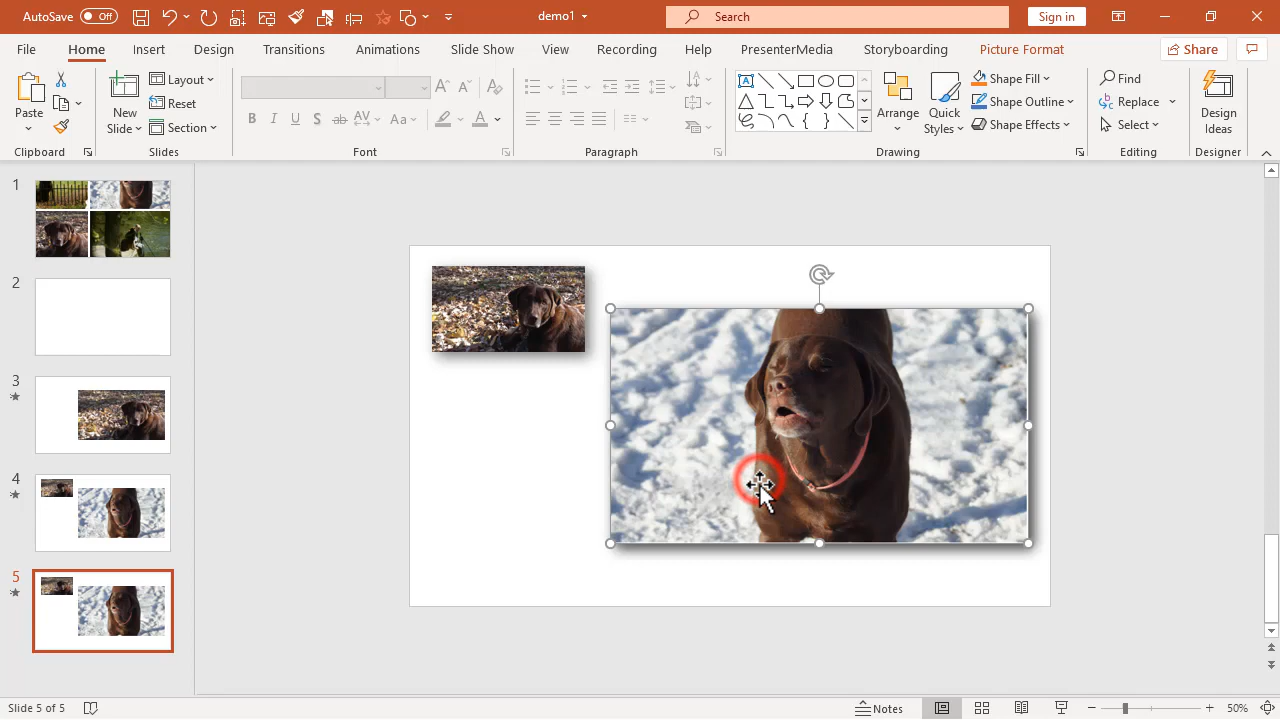 AutoSave Off demo1 Search Sign in
File Home Insert Design Transitions Animations Slide Show View Recording Help PresenterMedia Storyboarding Picture Format Share
Paste New Slide Layout Reset Section Arrange Quick Styles Shape Fill Shape Outline Shape Effects Find Replace Select Design Ideas
Clipboard Slides Font Paragraph Drawing Editing Designer
1
2
3
4
5
Slide 5 of 5 Notes 50%